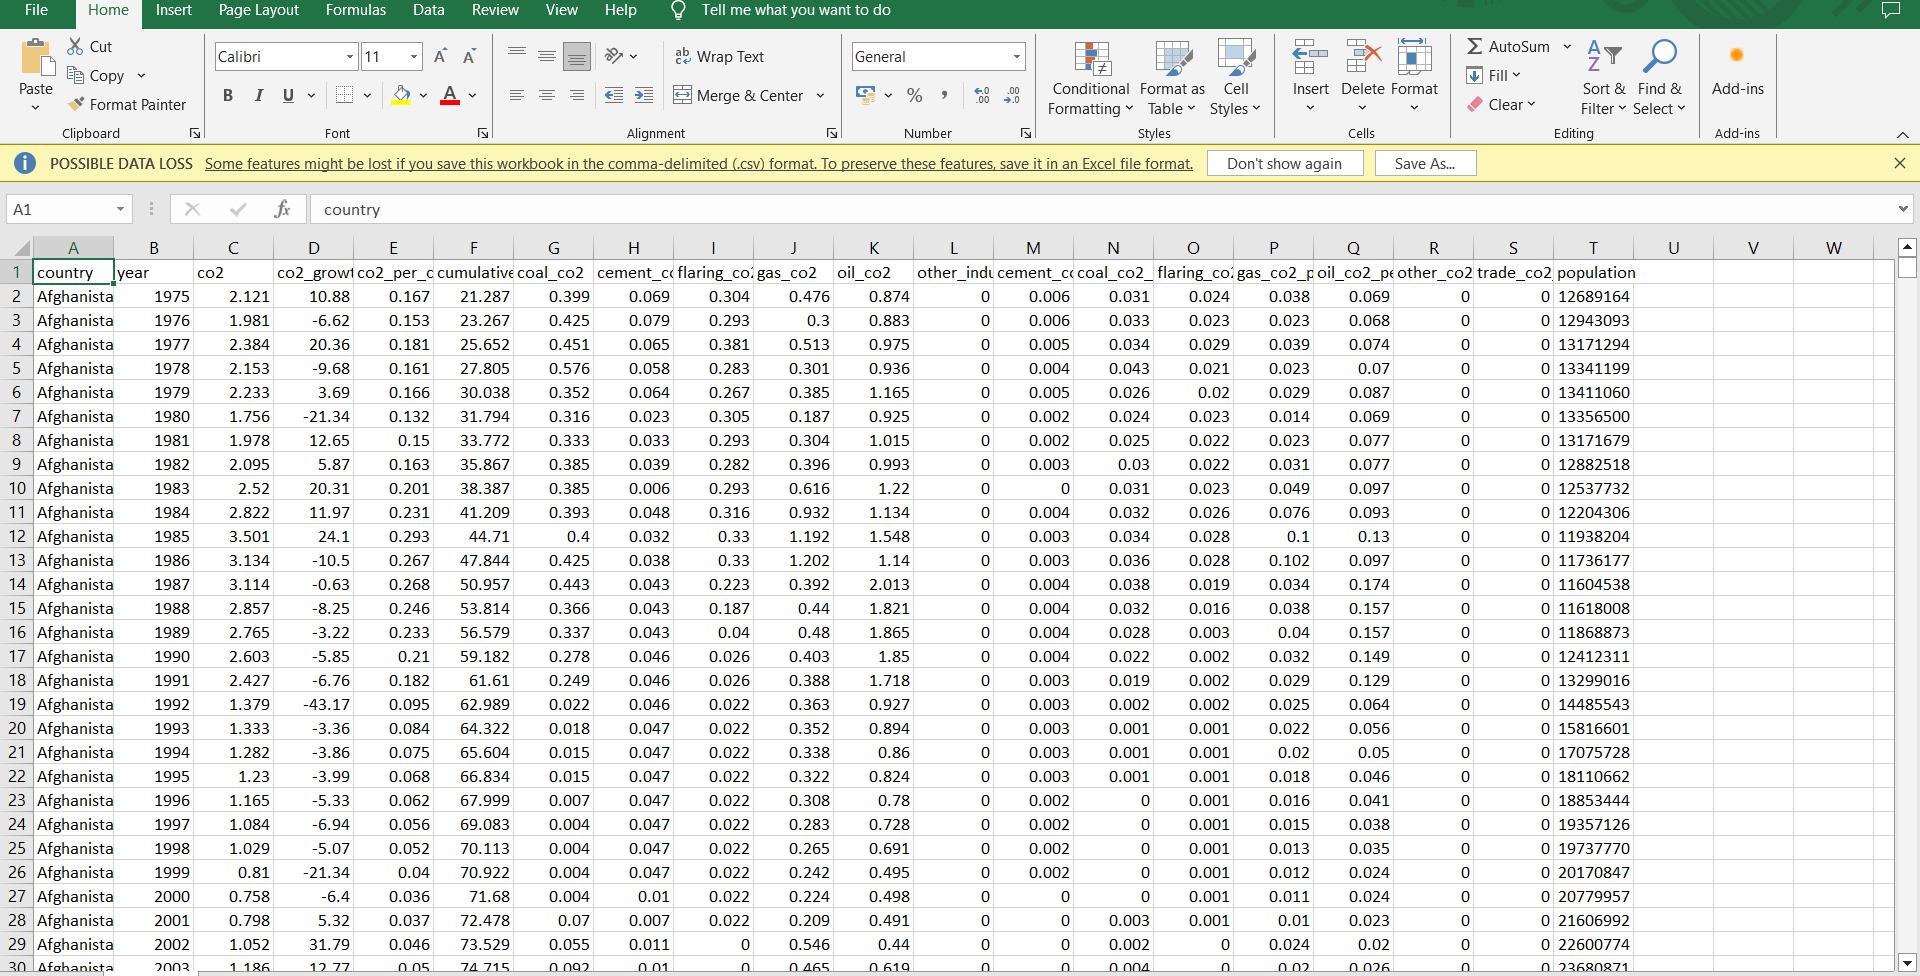 File Home Insert Page Layout Formulas Data Review View Help Tell me what you want to do
Paste Cut Copy Format Painter Clipboard
Calibri 11 A A B I U A Font
ab Wrap Text Merge & Center Alignment
General % , Number
Conditional Formatting Format as Table Cell Styles Styles
Insert Delete Format Cells
AutoSum Fill Clear Sort & Filter Find & Select Editing
Add-ins Add-ins
POSSIBLE DATA LOSS Some features might be lost if you save this workbook in the comma-delimited (.csv) format. To preserve these features, save it in an Excel file format. Don't show again Save As...
A1 fx country
A B C D E F G H I J K L M N O P Q R S T U V W
1 country year co2 co2_growt co2_per_c cumulative coal_co2 cement_co flaring_co2 gas_co2 oil_co2 other_indu cement_co coal_co2_ flaring_co2 gas_co2_p oil_co2_pe other_co2 trade_co2 population
2 Afghanista 1975 2.121 10.88 0.167 21.287 0.399 0.069 0.304 0.476 0.874 0 0.006 0.031 0.024 0.038 0.069 0 0 12689164
3 Afghanista 1976 1.981 -6.62 0.153 23.267 0.425 0.079 0.293 0.3 0.883 0 0.006 0.033 0.023 0.023 0.068 0 0 12943093
4 Afghanista 1977 2.384 20.36 0.181 25.652 0.451 0.065 0.381 0.513 0.975 0 0.005 0.034 0.029 0.039 0.074 0 0 13171294
5 Afghanista 1978 2.153 -9.68 0.161 27.805 0.576 0.058 0.283 0.301 0.936 0 0.004 0.043 0.021 0.023 0.07 0 0 13341199
6 Afghanista 1979 2.233 3.69 0.166 30.038 0.352 0.064 0.267 0.385 1.165 0 0.005 0.026 0.02 0.029 0.087 0 0 13411060
7 Afghanista 1980 1.756 -21.34 0.132 31.794 0.316 0.023 0.305 0.187 0.925 0 0.002 0.024 0.023 0.014 0.069 0 0 13356500
8 Afghanista 1981 1.978 12.65 0.15 33.772 0.333 0.033 0.293 0.304 1.015 0 0.002 0.025 0.022 0.023 0.077 0 0 13171679
9 Afghanista 1982 2.095 5.87 0.163 35.867 0.385 0.039 0.282 0.396 0.993 0 0.003 0.03 0.022 0.031 0.077 0 0 12882518
10 Afghanista 1983 2.52 20.31 0.201 38.387 0.385 0.006 0.293 0.616 1.22 0 0 0.031 0.023 0.049 0.097 0 0 12537732
11 Afghanista 1984 2.822 11.97 0.231 41.209 0.393 0.048 0.316 0.932 1.134 0 0.004 0.032 0.026 0.076 0.093 0 0 12204306
12 Afghanista 1985 3.501 24.1 0.293 44.71 0.4 0.032 0.33 1.192 1.548 0 0.003 0.034 0.028 0.1 0.13 0 0 11938204
13 Afghanista 1986 3.134 -10.5 0.267 47.844 0.425 0.038 0.33 1.202 1.14 0 0.003 0.036 0.028 0.102 0.097 0 0 11736177
14 Afghanista 1987 3.114 -0.63 0.268 50.957 0.443 0.043 0.223 0.392 2.013 0 0.004 0.038 0.019 0.034 0.174 0 0 11604538
15 Afghanista 1988 2.857 -8.25 0.246 53.814 0.366 0.043 0.187 0.44 1.821 0 0.004 0.032 0.016 0.038 0.157 0 0 11618008
16 Afghanista 1989 2.765 -3.22 0.233 56.579 0.337 0.043 0.04 0.48 1.865 0 0.004 0.028 0.003 0.04 0.157 0 0 11868873
17 Afghanista 1990 2.603 -5.85 0.21 59.182 0.278 0.046 0.026 0.403 1.85 0 0.004 0.022 0.002 0.032 0.149 0 0 12412311
18 Afghanista 1991 2.427 -6.76 0.182 61.61 0.249 0.046 0.026 0.388 1.718 0 0.003 0.019 0.002 0.029 0.129 0 0 13299016
19 Afghanista 1992 1.379 -43.17 0.095 62.989 0.022 0.046 0.022 0.363 0.927 0 0.003 0.002 0.002 0.025 0.064 0 0 14485543
20 Afghanista 1993 1.333 -3.36 0.084 64.322 0.018 0.047 0.022 0.352 0.894 0 0.003 0.001 0.001 0.022 0.056 0 0 15816601
21 Afghanista 1994 1.282 -3.86 0.075 65.604 0.015 0.047 0.022 0.338 0.86 0 0.003 0.001 0.001 0.02 0.05 0 0 17075728
22 Afghanista 1995 1.23 -3.99 0.068 66.834 0.015 0.047 0.022 0.322 0.824 0 0.003 0.001 0.001 0.018 0.046 0 0 18110662
23 Afghanista 1996 1.165 -5.33 0.062 67.999 0.007 0.047 0.022 0.308 0.78 0 0.002 0 0.001 0.016 0.041 0 0 18853444
24 Afghanista 1997 1.084 -6.94 0.056 69.083 0.004 0.047 0.022 0.283 0.728 0 0.002 0 0.001 0.015 0.038 0 0 19357126
25 Afghanista 1998 1.029 -5.07 0.052 70.113 0.004 0.047 0.022 0.265 0.691 0 0.002 0 0.001 0.013 0.035 0 0 19737770
26 Afghanista 1999 0.81 -21.34 0.04 70.922 0.004 0.047 0.022 0.242 0.495 0 0.002 0 0.001 0.012 0.024 0 0 20170847
27 Afghanista 2000 0.758 -6.4 0.036 71.68 0.004 0.01 0.022 0.224 0.498 0 0 0 0.001 0.011 0.024 0 0 20779957
28 Afghanista 2001 0.798 5.32 0.037 72.478 0.07 0.007 0.022 0.209 0.491 0 0 0.003 0.001 0.01 0.023 0 0 21606992
29 Afghanista 2002 1.052 31.79 0.046 73.529 0.055 0.011 0 0.546 0.44 0 0 0.002 0 0.024 0.02 0 0 22600774
30 Afghanista 2003 1.186 12.77 0.05 74.715 0.092 0.01 0 0.465 0.619 0 0 0.004 0 0.02 0.026 0 0 23680871